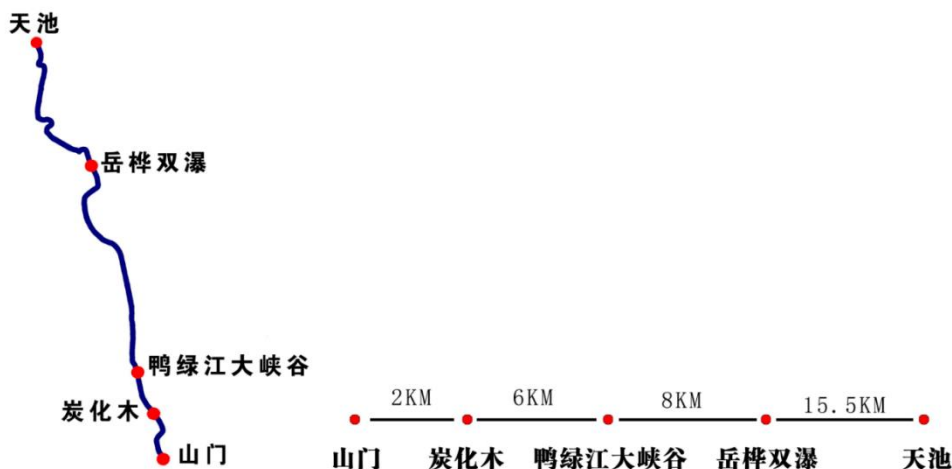 天池
岳桦双瀑
鸭绿江大峡谷
炭化木
山门
2KM 6KM 8KM 15.5KM
山门 炭化木 鸭绿江大峡谷 岳桦双瀑 天池